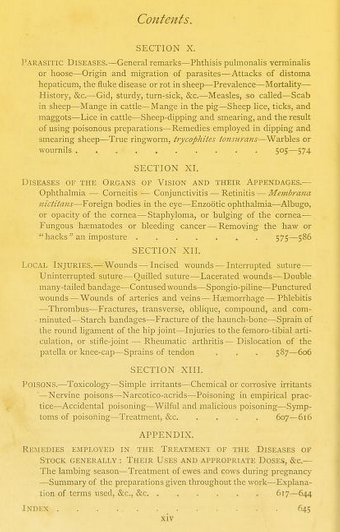 Contents.
SECTION X.
PARASITIC DISEASES.—General remarks—Phthisis pulmonalis verminalis
or hoose—Origin and migration of parasites—Attacks of distoma
hepaticum, the fluke disease or rot in sheep—Prevalence—Mortality—
History, &c.—Gid, sturdy, turn-sick, &c.—Measles, so called—Scab
in sheep—Mange in cattle—Mange in the pig—Sheep lice, ticks, and
maggots—Lice in cattle—Sheep-dipping and smearing, and the result
of using poisonous preparations—Remedies employed in dipping and
smearing sheep—True ringworm, trycophites tonsurans—Warbles or
wournils . . . . . . . . . 505—574
SECTION XI.
DISEASES OF THE ORGANS OF VISION AND THEIR APPENDAGES.—
Ophthalmia — Corneitis — Conjunctivitis — Retinitis — Membrana
nictitans—Foreign bodies in the eye—Enzoötic ophthalmia—Albugo,
or opacity of the cornea—Staphyloma, or bulging of the cornea—
Fungous hæmatodes or bleeding cancer—Removing the haw or
"hacks" an imposture . . . . . . 575—586
SECTION XII.
LOCAL INJURIES.—Wounds—Incised wounds—Interrupted suture—
Uninterrupted suture—Quilled suture—Lacerated wounds—Double
many-tailed bandage—Contused wounds—Spongio-piline—Punctured
wounds—Wounds of arteries and veins—Hæmorrhage—Phlebitis
—Thrombus—Fractures, transverse, oblique, compound, and com-
minuted—Starch bandages—Fracture of the haunch-bone—Sprain of
the round ligament of the hip joint—Injuries to the femoro-tibial arti-
culation, or stifle-joint — Rheumatic arthritis — Dislocation of the
patella or knee-cap—Sprains of tendon . . . 587—606
SECTION XIII.
POISONS.—Toxicology—Simple irritants—Chemical or corrosive irritants
—Nervine poisons—Narcotico-acrids—Poisoning in empirical prac-
tice—Accidental poisoning—Wilful and malicious poisoning—Symp-
toms of poisoning—Treatment, &c. . . . . 607—616
APPENDIX.
REMEDIES EMPLOYED IN THE TREATMENT OF THE DISEASES OF
STOCK GENERALLY: THEIR USES AND APPROPRIATE DOSES, &c.—
The lambing season—Treatment of ewes and cows during pregnancy
—Summary of the preparations given throughout the work—Explana-
tion of terms used, &c., &c. . . . . . 617—644
INDEX . . . . . . . . . . 645
xiv